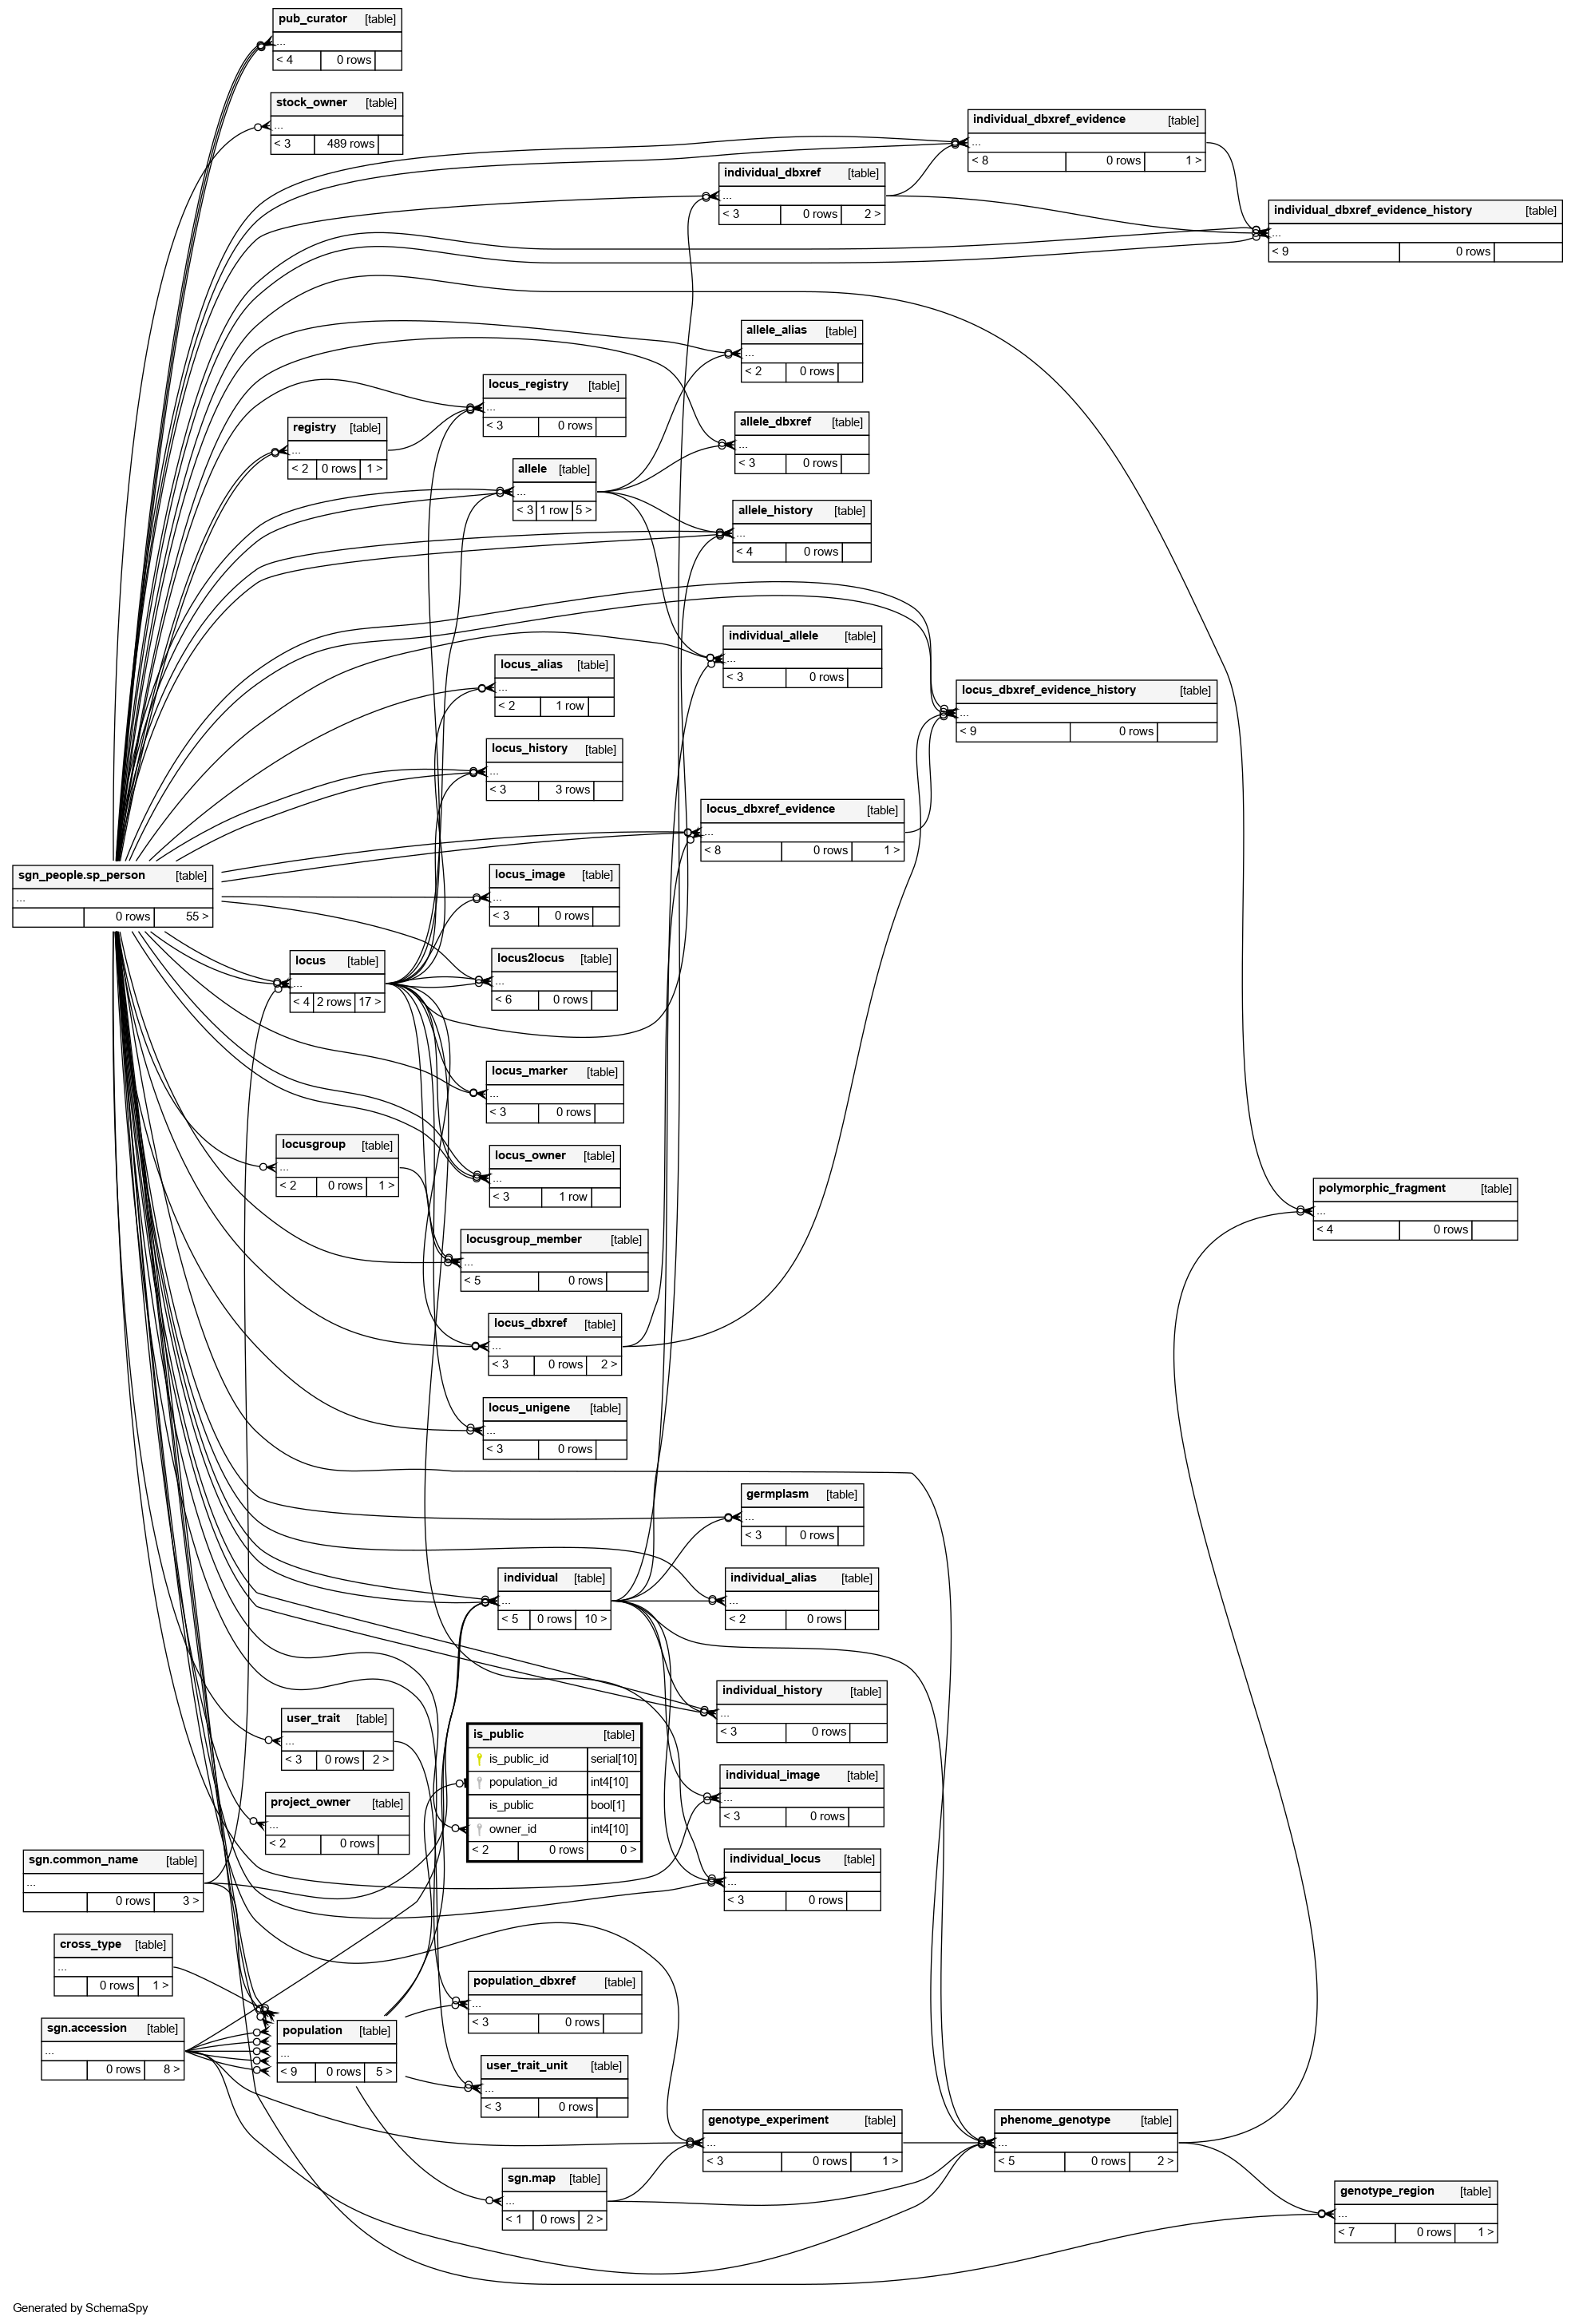 pub_curator [table]
...
< 4 0 rows
stock_owner [table]
...
< 3 489 rows
individual_dbxref_evidence [table]
...
< 8 0 rows 1 >
individual_dbxref [table]
...
< 3 0 rows 2 >
individual_dbxref_evidence_history [table]
...
< 9 0 rows
allele_alias [table]
...
< 2 0 rows
locus_registry [table]
...
< 3 0 rows
allele_dbxref [table]
...
< 3 0 rows
registry [table]
...
< 2 0 rows 1 >
allele [table]
...
< 3 1 row 5 >
allele_history [table]
...
< 4 0 rows
individual_allele [table]
...
< 3 0 rows
locus_alias [table]
...
< 2 1 row
locus_dbxref_evidence_history [table]
...
< 9 0 rows
locus_history [table]
...
< 3 3 rows
locus_dbxref_evidence [table]
...
< 8 0 rows 1 >
sgn_people.sp_person [table]
...
0 rows 55 >
locus_image [table]
...
< 3 0 rows
locus [table]
...
< 4 2 rows 17 >
locus2locus [table]
...
< 6 0 rows
locus_marker [table]
...
< 3 0 rows
locusgroup [table]
...
< 2 0 rows 1 >
locus_owner [table]
...
< 3 1 row
polymorphic_fragment [table]
...
< 4 0 rows
locusgroup_member [table]
...
< 5 0 rows
locus_dbxref [table]
...
< 3 0 rows 2 >
locus_unigene [table]
...
< 3 0 rows
germplasm [table]
...
< 3 0 rows
individual [table]
...
< 5 0 rows 10 >
individual_alias [table]
...
< 2 0 rows
individual_history [table]
...
< 3 0 rows
user_trait [table]
...
< 3 0 rows 2 >
is_public [table]
is_public_id serial[10]
population_id int4[10]
is_public bool[1]
owner_id int4[10]
< 2 0 rows 0 >
individual_image [table]
...
< 3 0 rows
project_owner [table]
...
< 2 0 rows
sgn.common_name [table]
...
0 rows 3 >
individual_locus [table]
...
< 3 0 rows
cross_type [table]
...
0 rows 1 >
population_dbxref [table]
...
< 3 0 rows
sgn.accession [table]
...
0 rows 8 >
population [table]
...
< 9 0 rows 5 >
user_trait_unit [table]
...
< 3 0 rows
genotype_experiment [table]
...
< 3 0 rows 1 >
phenome_genotype [table]
...
< 5 0 rows 2 >
sgn.map [table]
...
< 1 0 rows 2 >
genotype_region [table]
...
< 7 0 rows 1 >
Generated by SchemaSpy